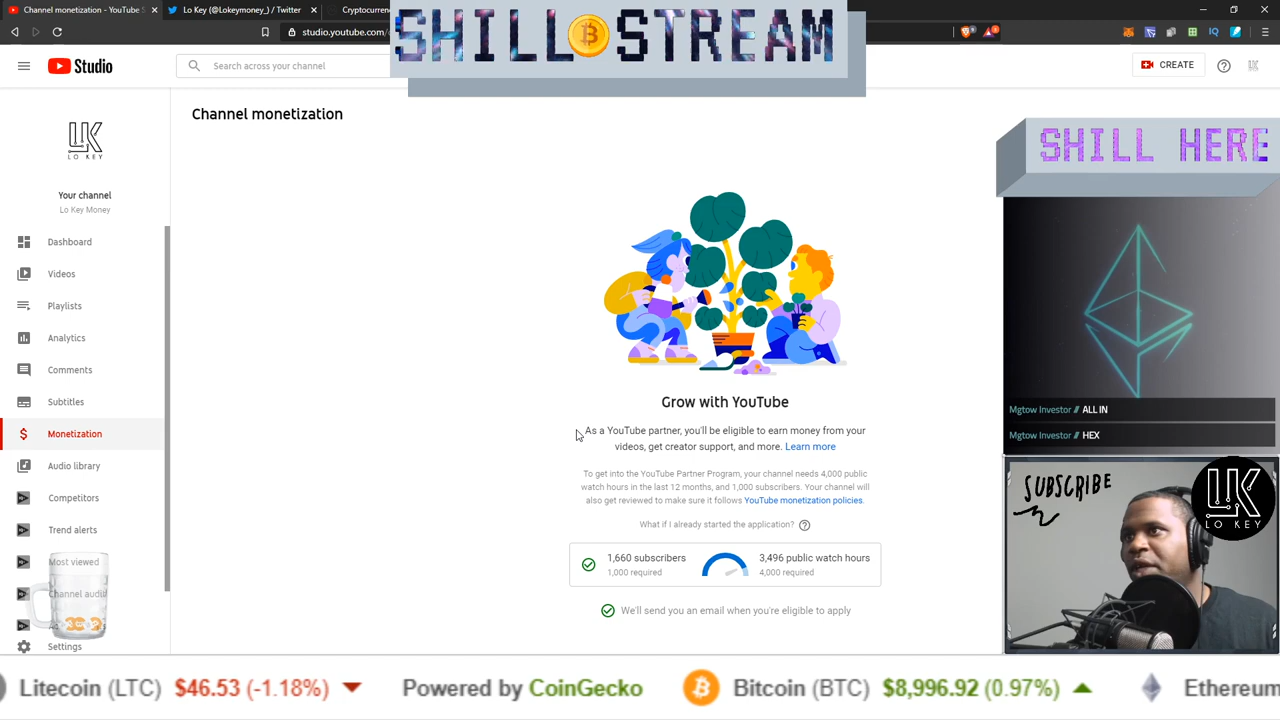 Channel monetization - YouTube S
Lo Key (@Lokeymoney_) / Twitter
Cryptocurrency
studio.youtube.com/
SHILL STREAM
Studio
Search across your channel
CREATE
LK
LO KEY
Your channel
Lo Key Money
Dashboard
Videos
Playlists
Analytics
Comments
Subtitles
Monetization
Audio library
Competitors
Trend alerts
Most viewed
Channel audit
Settings
Channel monetization
Grow with YouTube
As a YouTube partner, you'll be eligible to earn money from your
videos, get creator support, and more. Learn more
To get into the YouTube Partner Program, your channel needs 4,000 public
watch hours in the last 12 months, and 1,000 subscribers. Your channel will
also get reviewed to make sure it follows YouTube monetization policies.
What if I already started the application?
1,660 subscribers
1,000 required
3,496 public watch hours
4,000 required
We'll send you an email when you're eligible to apply
SHILL HERE
Mgtow Investor // ALL IN
Mgtow Investor // HEX
SUBSCRIBE
LK
LO KEY
Litecoin (LTC) $46.53 (-1.18%) Powered by CoinGecko Bitcoin (BTC) $8,996.92 (0.97%) Ethereum